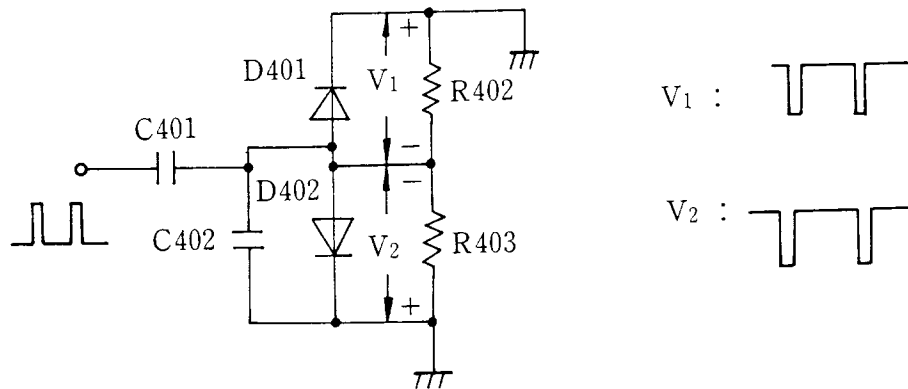 D401
V1
R402
V1 :
C401
D402
C402
V2
R403
V2 :
+
−
−
+